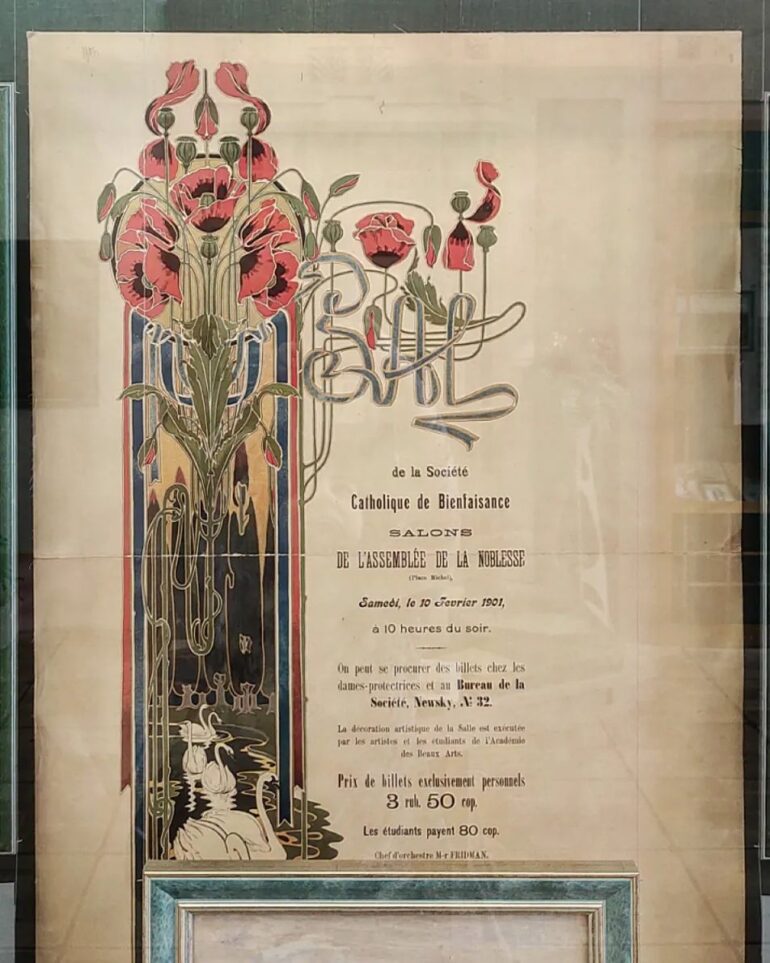 BAL
de la Société
Catholique de Bienfaisance
SALONS
DE L'ASSEMBLÉE DE LA NOBLESSE
(Place Michel),
Samedi, le 10 Fevrier 1901,
à 10 heures du soir.
On peut se procurer des billets chez les
dames-protectrices et au Bureau de la
Société, Newsky, № 32.
La décoration artistique de la Salle est exécutée
par les artistes et les étudiants de l'Académie
des Beaux Arts.
Prix de billets exclusivement personnels
3 rub. 50 cop.
Les étudiants payent 80 cop.
Chef d'orchestre M-r FRIDMAN.